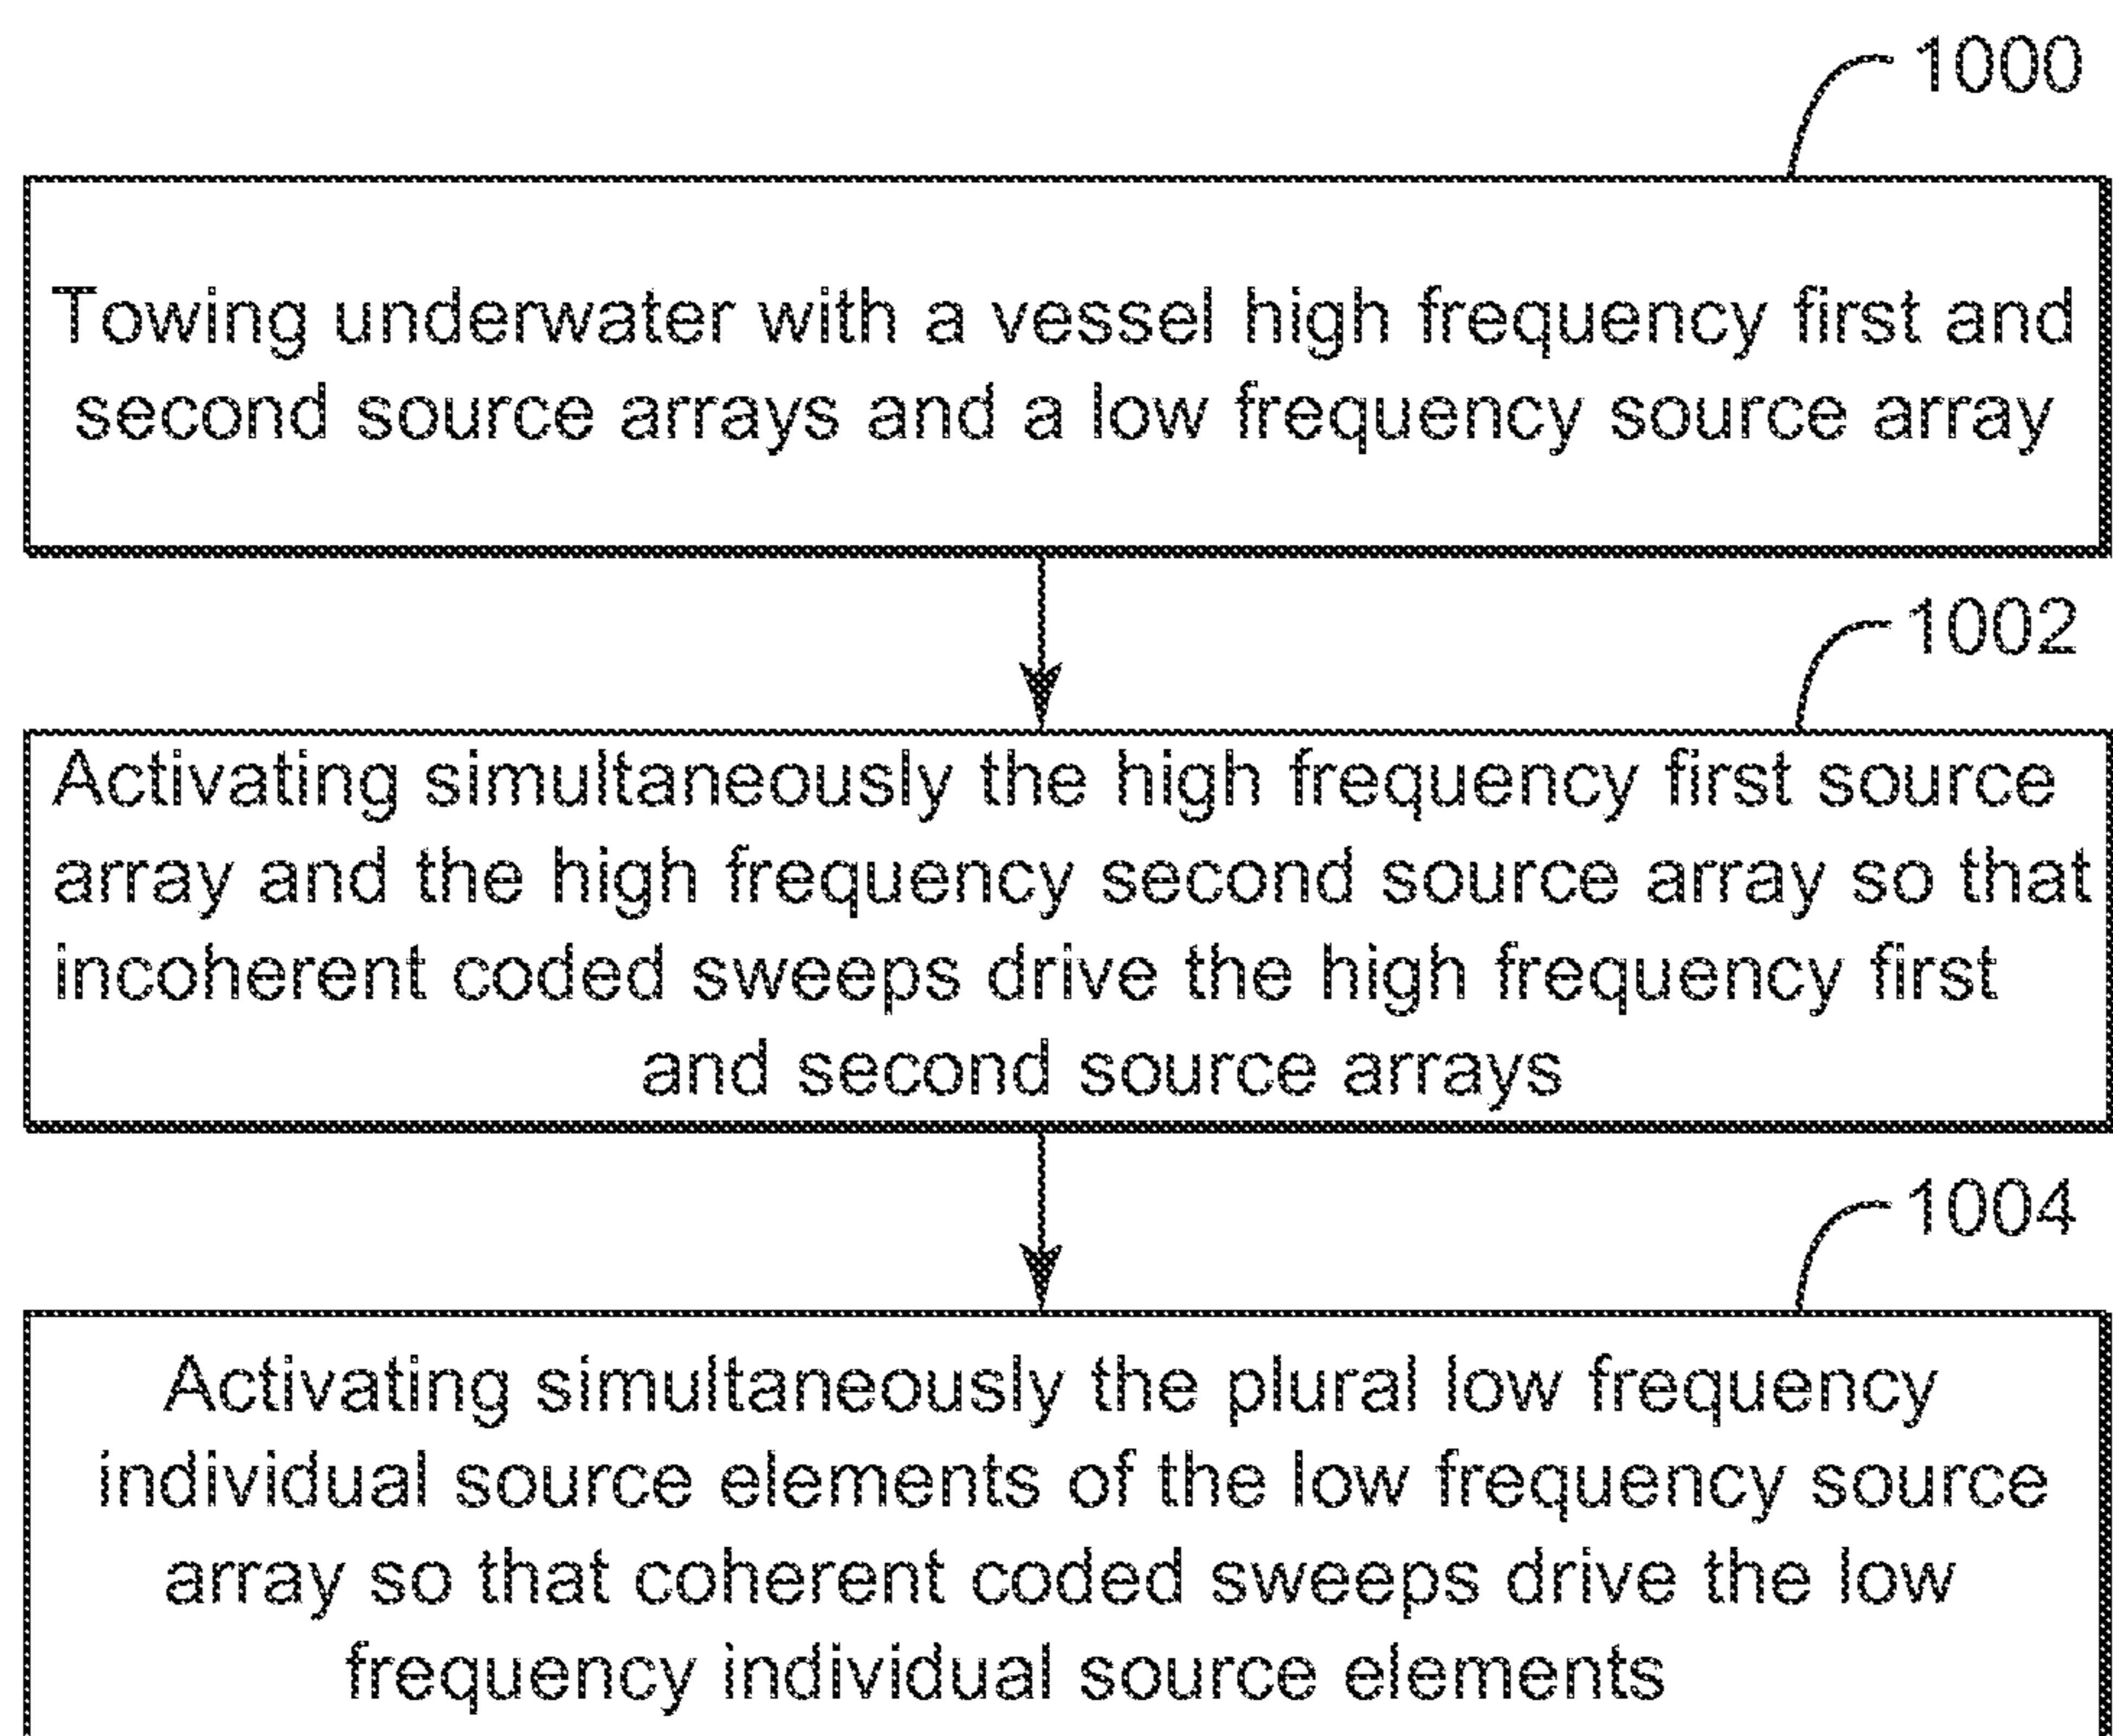 1000
Towing underwater with a vessel high frequency first and
second source arrays and a low frequency source array
1002
Activating simultaneously the high frequency first source
array and the high frequency second source array so that
incoherent coded sweeps drive the high frequency first
and second source arrays
1004
Activating simultaneously the plural low frequency
individual source elements of the low frequency source
array so that coherent coded sweeps drive the low
frequency individual source elements